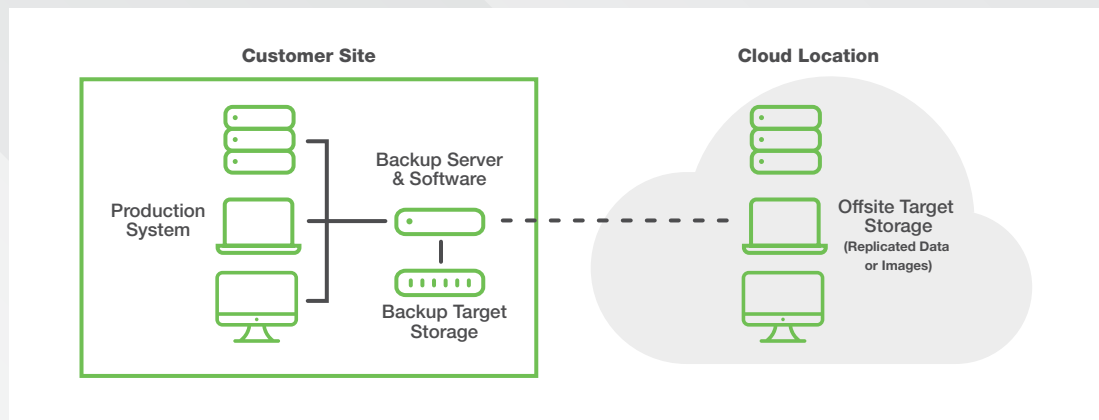 Customer Site
Cloud Location
Production
System
Backup Server
& Software
Backup Target
Storage
Offsite Target
Storage
(Replicated Data
or Images)